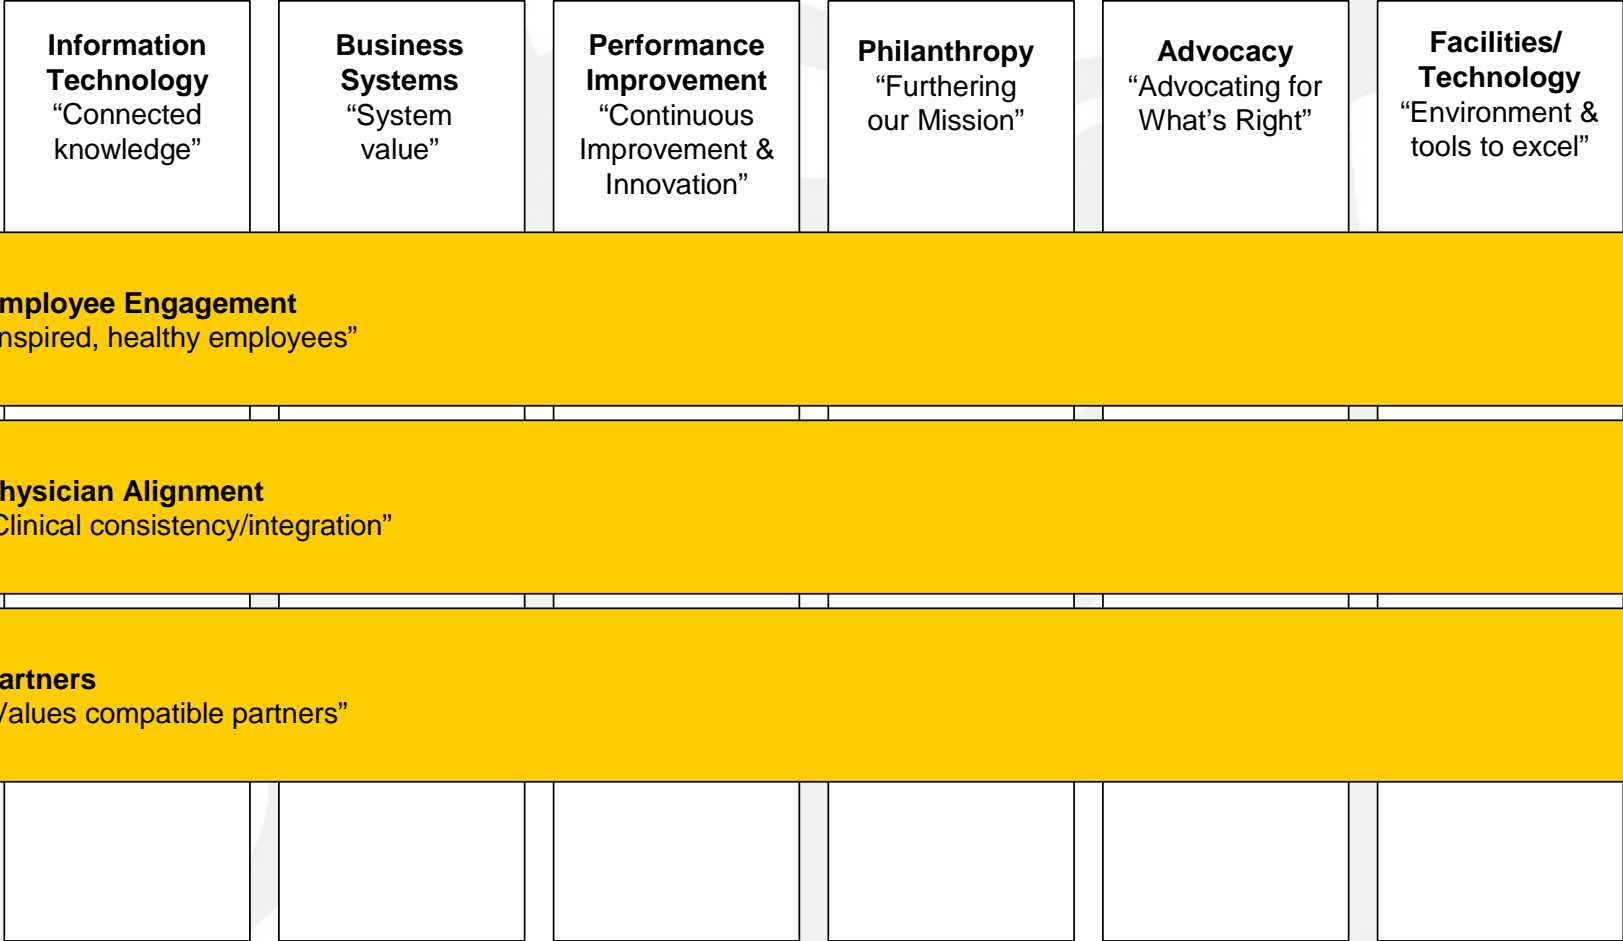 Information
Technology
“Connected
knowledge”
Business
Systems
“System
value”
Performance
Improvement
“Continuous
Improvement &
Innovation”
Philanthropy
“Furthering
our Mission”
Advocacy
“Advocating for
What’s Right”
Facilities/
Technology
“Environment &
tools to excel”
mployee Engagement
nspired, healthy employees”
hysician Alignment
Clinical consistency/integration”
artners
Values compatible partners”